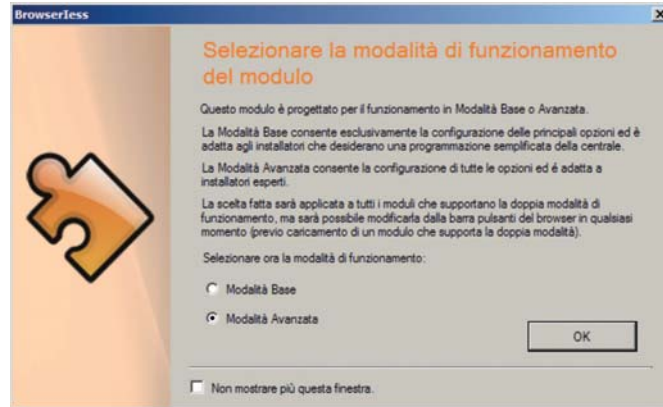 Browserless
Selezionare la modalità di funzionamento
del modulo
Questo modulo è progettato per il funzionamento in Modalità Base o Avanzata.
La Modalità Base consente esclusivamente la configurazione delle principali opzioni ed è
adatta agli installatori che desiderano una programmazione semplificata della centrale.
La Modalità Avanzata consente la configurazione di tutte le opzioni ed é adatta a
installatori esperti.
La scelta fatta sarà applicata a tutti i moduli che supportano la doppia modalità di
funzionamento, ma sarà possibile modificarla dalla barra pulsanti del browser in qualsiasi
momento (previo caricamento di un modulo che supporta la doppia modalità).
Selezionare ora la modalità di funzionamento:
Modalità Base
Modalità Avanzata
OK
Non mostrare più questa finestra.